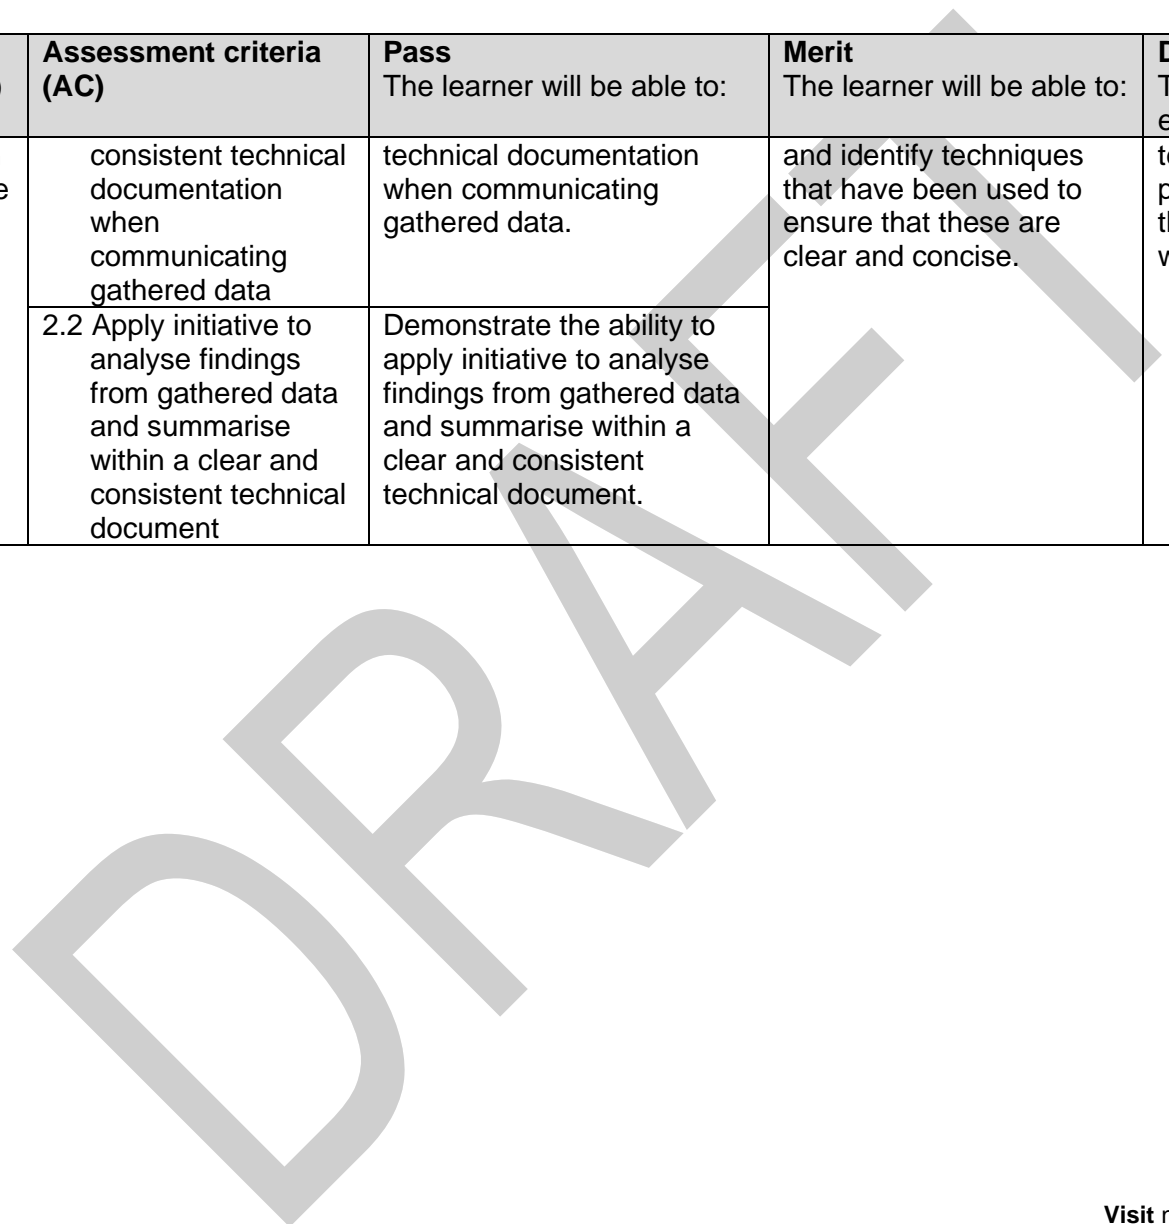 Assessment criteria
(AC)
Pass
The learner will be able to:
Merit
The learner will be able to:
consistent technical
documentation
when
communicating
gathered data
technical documentation
when communicating
gathered data.
and identify techniques
that have been used to
ensure that these are
clear and concise.
2.2 Apply initiative to
analyse findings
from gathered data
and summarise
within a clear and
consistent technical
document
Demonstrate the ability to
apply initiative to analyse
findings from gathered data
and summarise within a
clear and consistent
technical document.
DRAFT
Visit